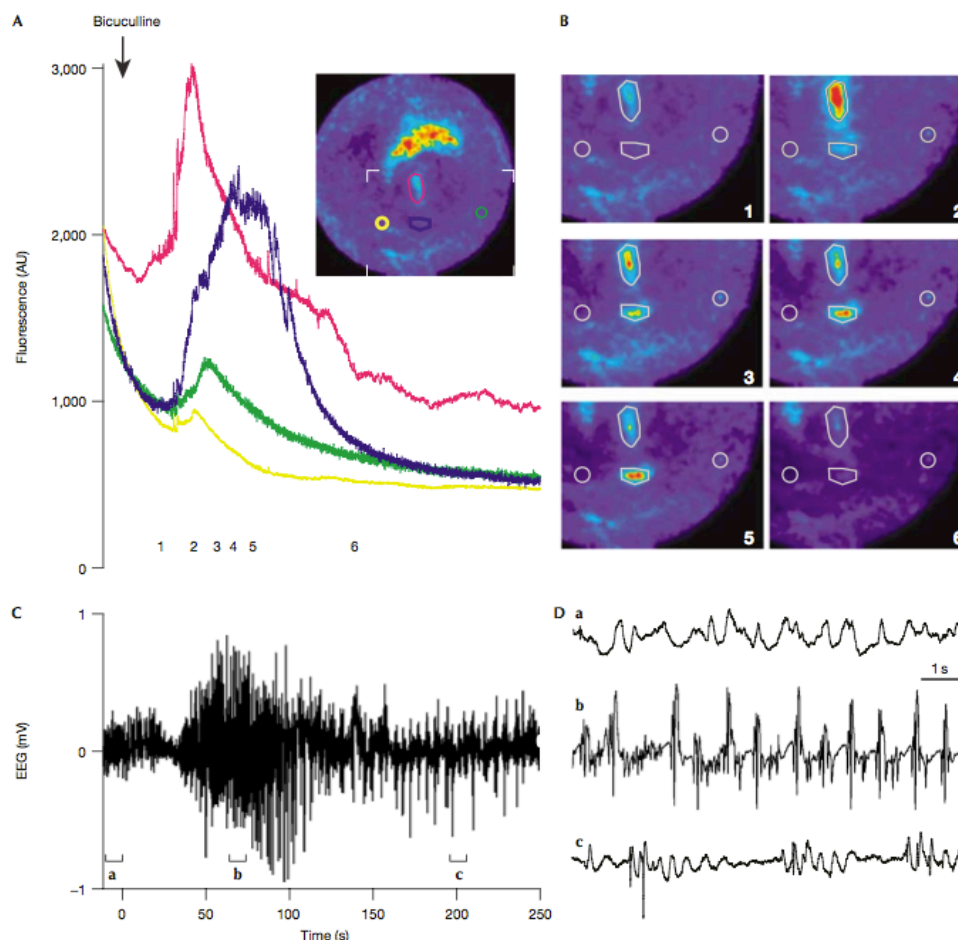 A
Bicuculline
3,000
2,000
1,000
0
Fluorescence (AU)
1 2 3 4 5 6
B
1
2
3
4
5
6
C
1
0
−1
EEG (mV)
a b c
0 50 100 150 200 250
Time (s)
D
a
1 s
b
c